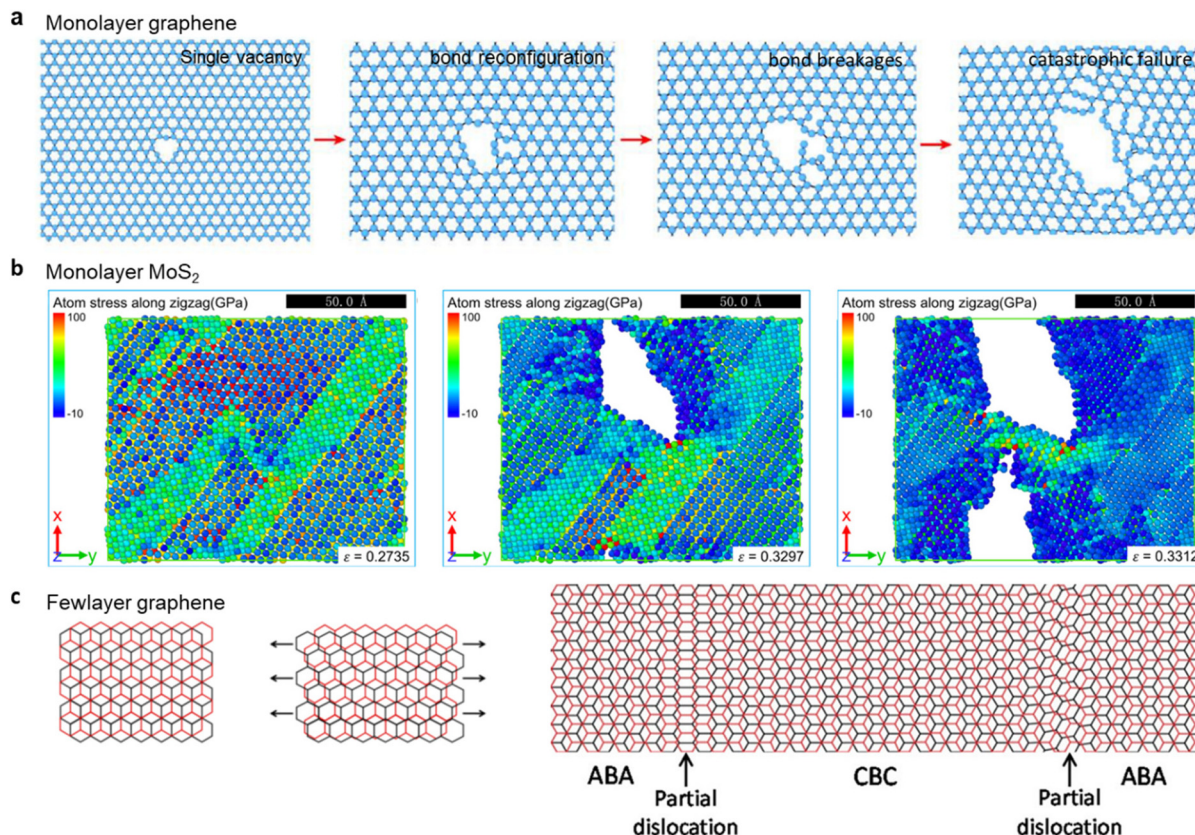 a Monolayer graphene
Single vacancy
bond reconfiguration
bond breakages
catastrophic failure
b Monolayer MoS₂
Atom stress along zigzag(GPa)
50.0 Å
100
-10
x
z y
ε = 0.2735
Atom stress along zigzag(GPa)
50.0 Å
100
-10
x
z y
ε = 0.3297
Atom stress along zigzag(GPa)
50.0 Å
100
-10
x
z y
ε = 0.3312
c Fewlayer graphene
ABA
Partial
dislocation
CBC
Partial
dislocation
ABA